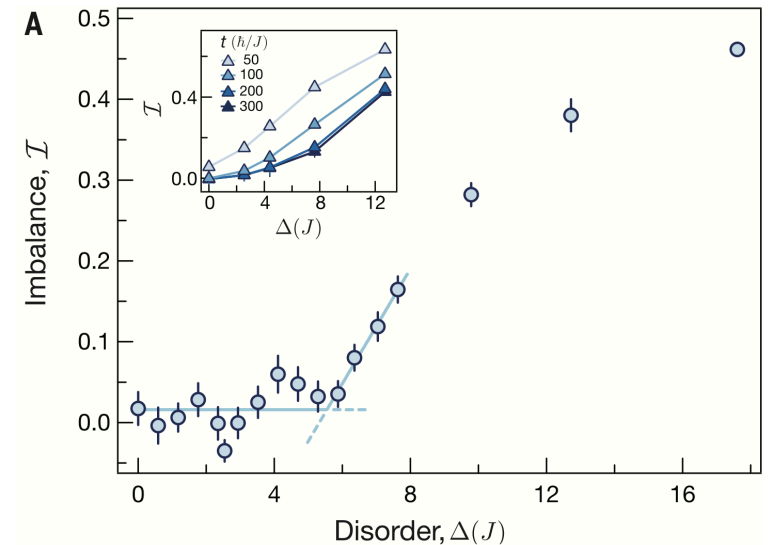 A
0.5
0.4
0.3
0.2
0.1
0.0
Imbalance, ℐ
0 4 8 12 16
Disorder, Δ(J)
t (ħ/J)
50
100
200
300
ℐ
0.4
0.0
0 4 8 12
Δ(J)